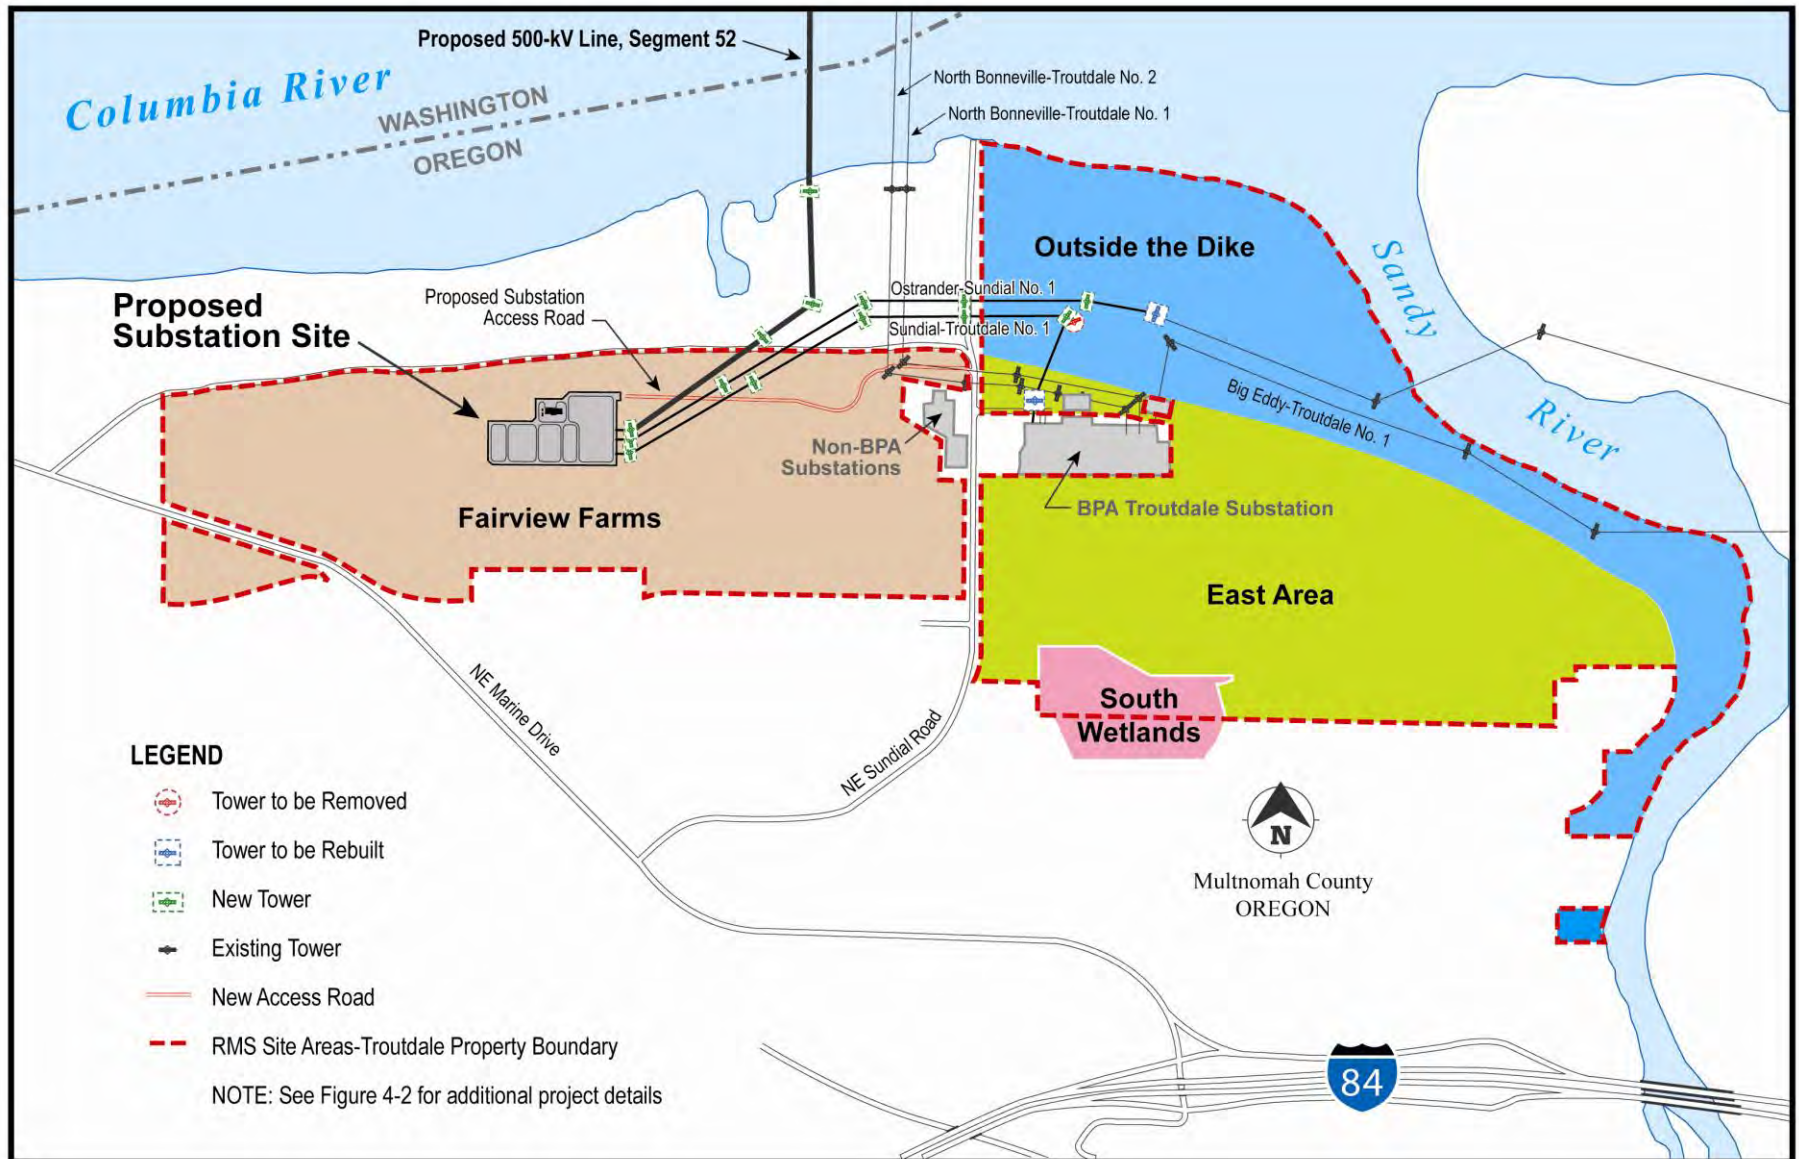 Proposed 500-kV Line, Segment 52
Columbia River
WASHINGTON
OREGON
North Bonneville-Troutdale No. 2
North Bonneville-Troutdale No. 1
Outside the Dike
Sandy
River
Proposed
Substation Site
Proposed Substation
Access Road
Ostrander-Sundial No. 1
Sundial-Troutdale No. 1
Big Eddy-Troutdale No. 1
Non-BPA
Substations
BPA Troutdale Substation
Fairview Farms
East Area
South
Wetlands
NE Marine Drive
NE Sundial Road
LEGEND
Tower to be Removed
Tower to be Rebuilt
New Tower
Existing Tower
New Access Road
RMS Site Areas-Troutdale Property Boundary
NOTE: See Figure 4-2 for additional project details
N
Multnomah County
OREGON
84